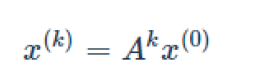 x^{(k)} = A^k x^{(0)}